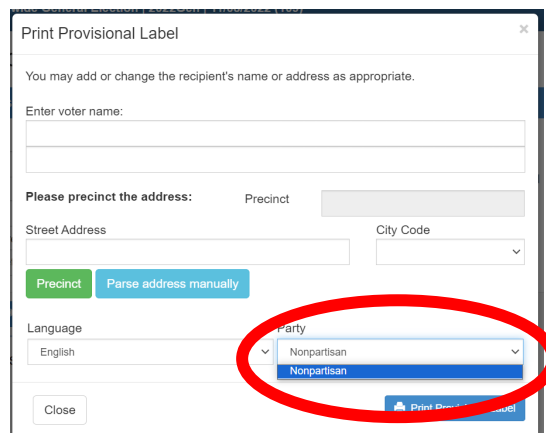 Print Provisional Label ×
You may add or change the recipient's name or address as appropriate.
Enter voter name:
Please precinct the address: Precinct
Street Address City Code
Precinct Parse address manually
Language Party
English Nonpartisan
Nonpartisan
Close Print